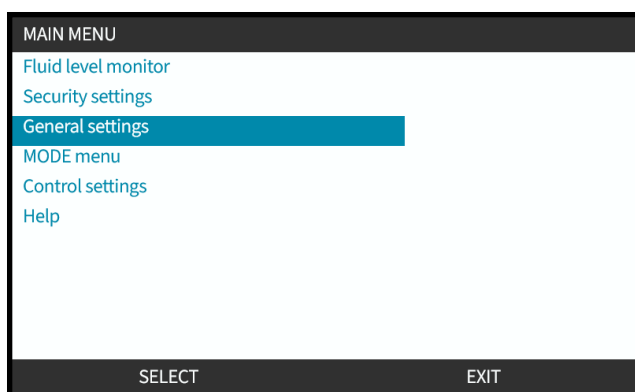 MAIN MENU
Fluid level monitor
Security settings
General settings
MODE menu
Control settings
Help
SELECT EXIT